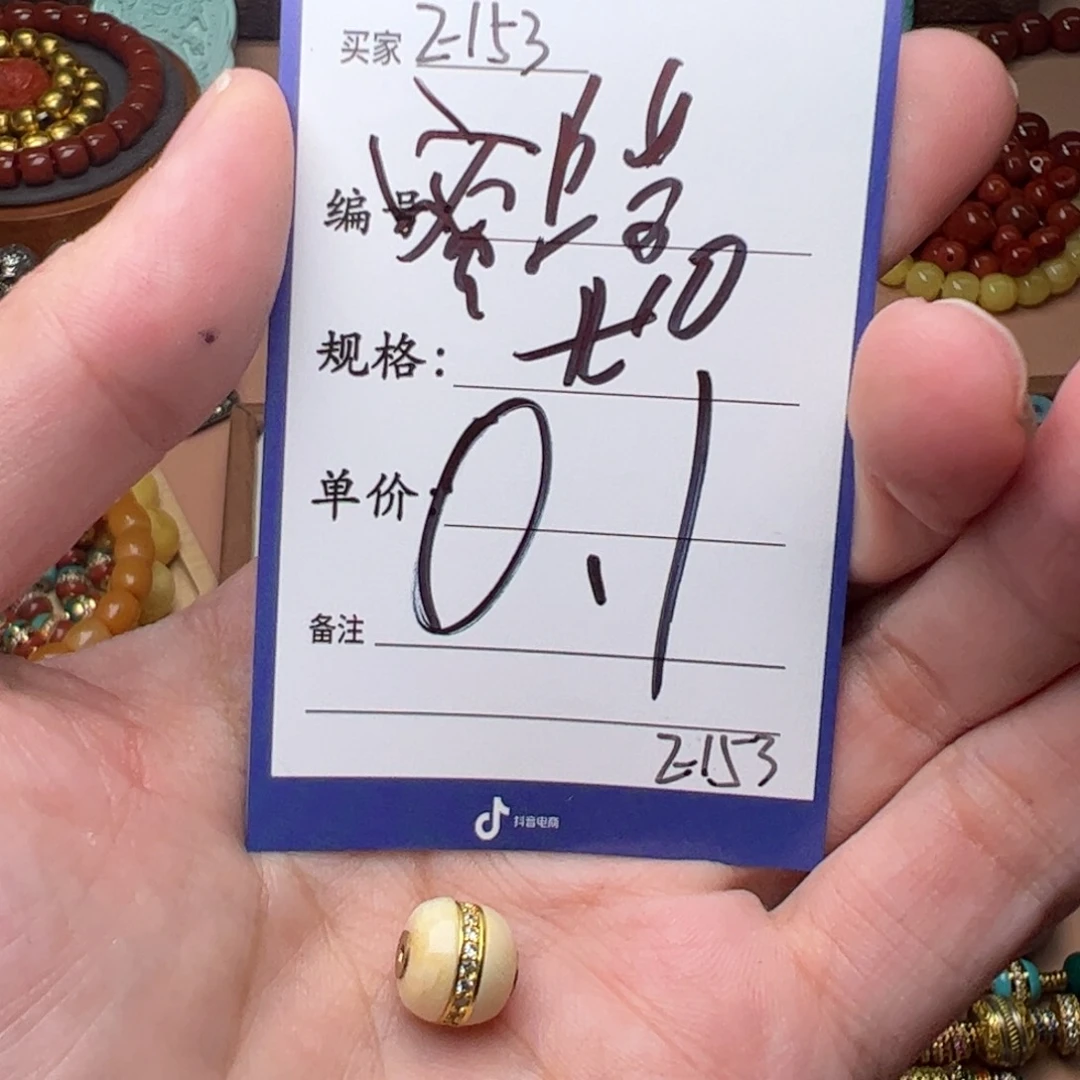 买家 Z-153
编号
规格:
单价 0.1
备注
Z-153
抖音电商